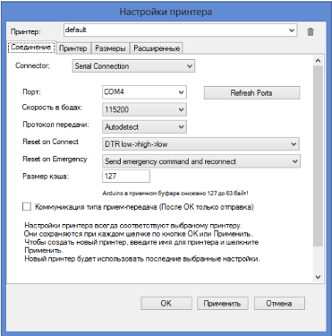 Настройки принтера
Принтер: default
Соединение Принтер Размеры Расширенные
Connector: Serial Connection
Порт: COM4 Refresh Ports
Скорость в бодах: 115200
Протокол передачи: Autodetect
Reset on Connect DTR low->high->low
Reset on Emergency Send emergency command and reconnect
Размер кэша: 127
Arduino в приемном буфере снижено 127 до 63 байт!
Коммуникация типа прием-передача (После ОК только отправка)
Настройки принтера всегда соответствуют выбраному принтеру.
Они сохраняются при каждом щелчке по кнопке ОК или Применить.
Чтобы создать новый принтер, введите имя для принтера и щелкните
Применить.
Новый принтер будет использовать последние выбранные настройки.
OK Применить Отмена